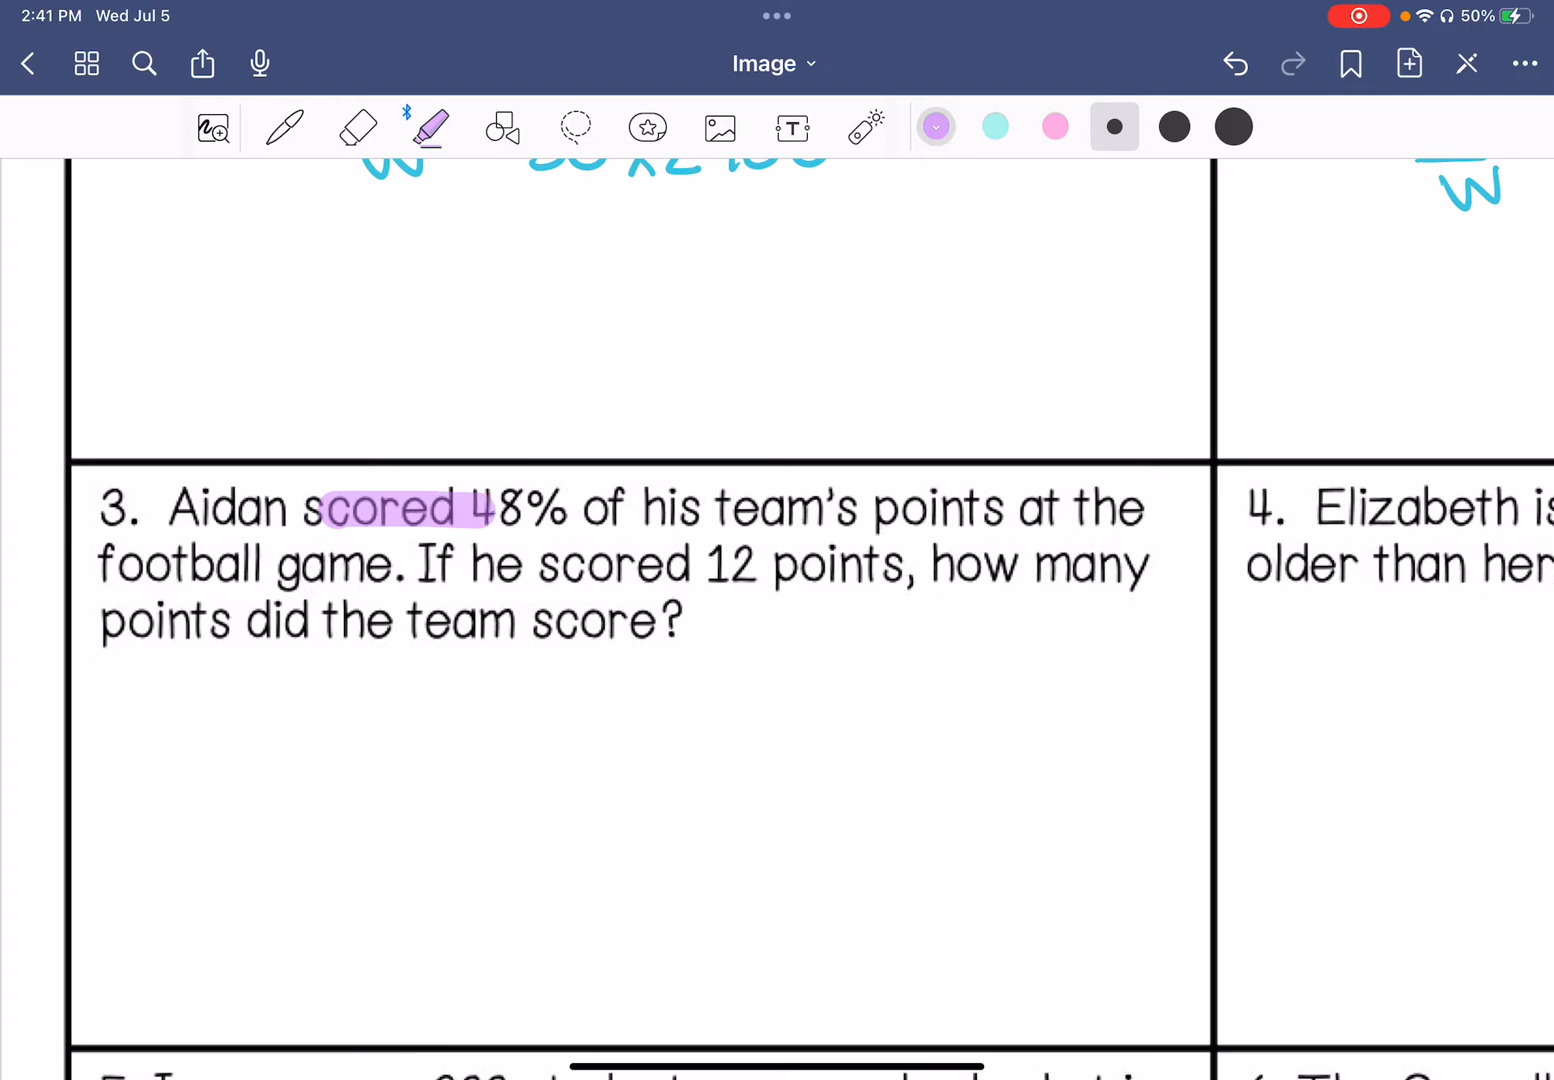 2:41 PM Wed Jul 5
50%
Image
T
W
3. Aidan scored 48% of his team's points at the
football game. If he scored 12 points, how many
points did the team score?
4. Elizabeth is
older than her